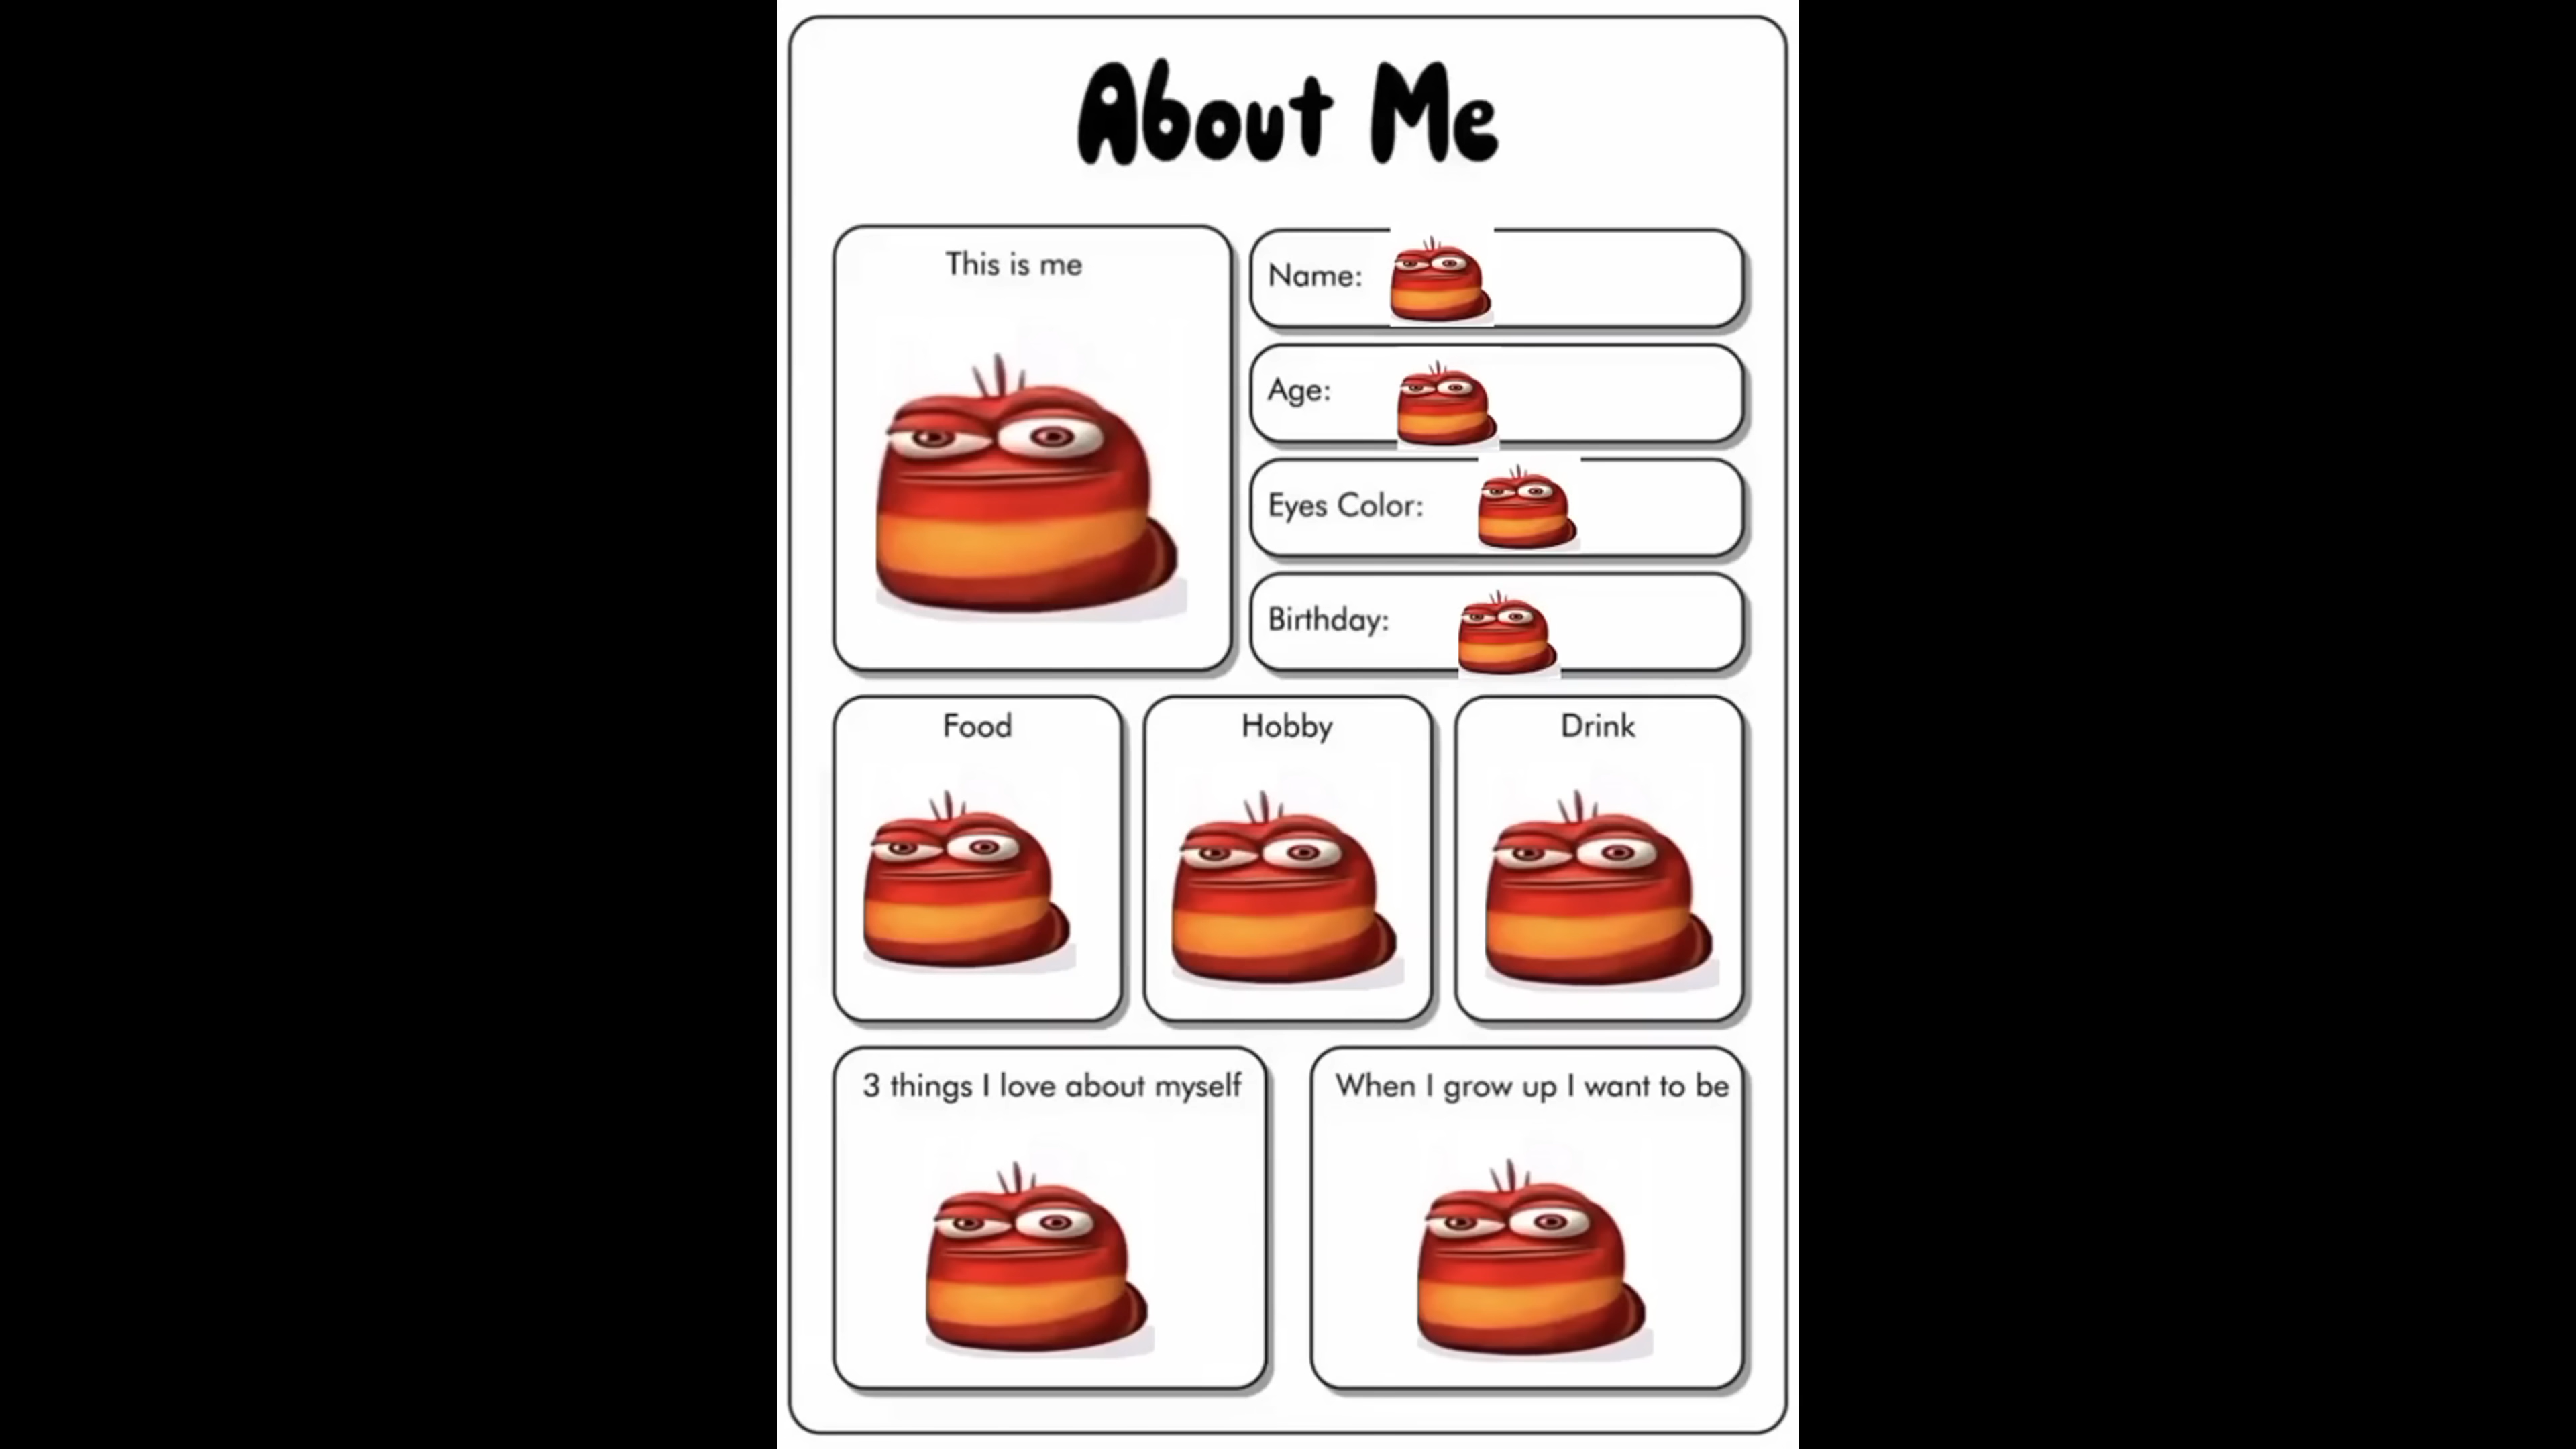 About Me
This is me
Name:
Age:
Eyes Color:
Birthday:
Food
Hobby
Drink
3 things I love about myself
When I grow up I want to be